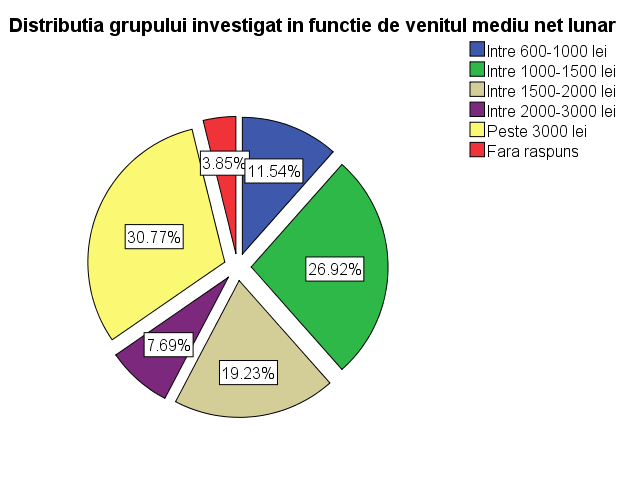 Distributia grupului investigat in functie de venitul mediu net lunar
Intre 600-1000 lei
Intre 1000-1500 lei
Intre 1500-2000 lei
Intre 2000-3000 lei
Peste 3000 lei
Fara raspuns
3.85%
11.54%
30.77%
26.92%
7.69%
19.23%